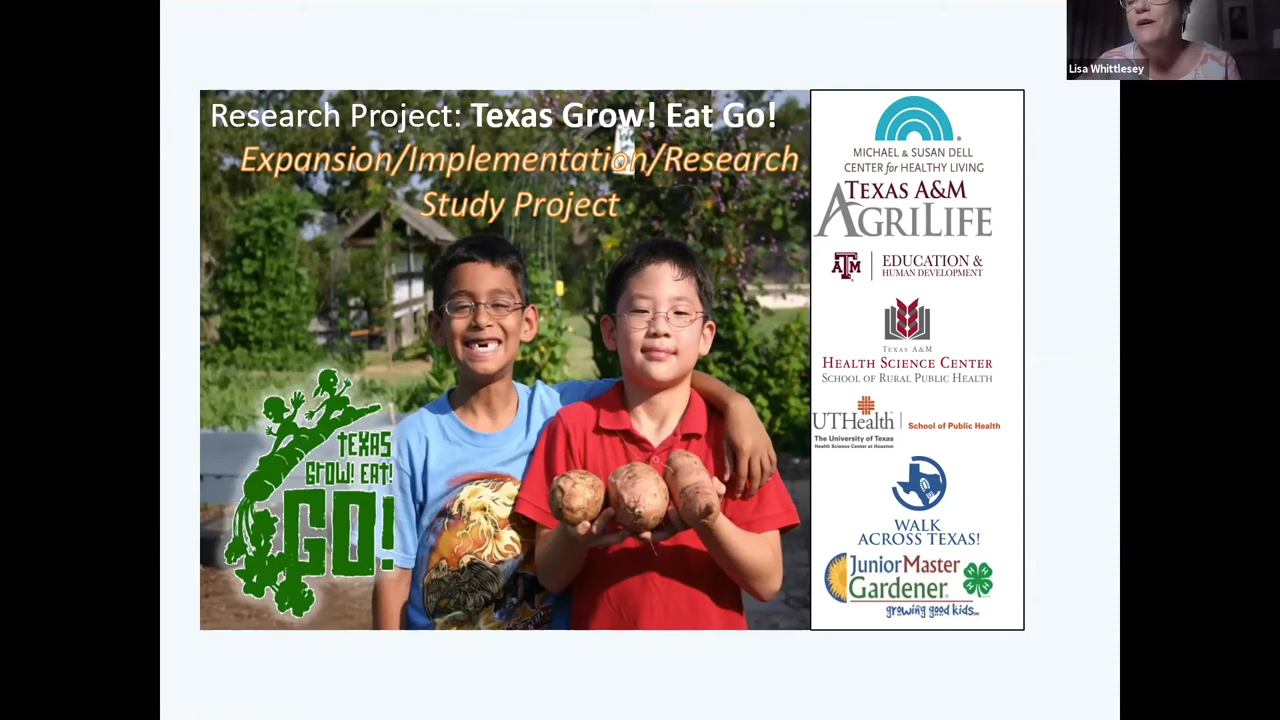 Lisa Whittlesey
Research Project: Texas Grow! Eat Go!
Expansion/Implementation/Research
Study Project
TEXAS
GROW! EAT!
GO!
MICHAEL & SUSAN DELL
CENTER for HEALTHY LIVING
TEXAS A&M
AGRILIFE
ATM | EDUCATION &
HUMAN DEVELOPMENT
TEXAS A&M
HEALTH SCIENCE CENTER
SCHOOL OF RURAL PUBLIC HEALTH
UTHealth | School of Public Health
The University of Texas
Health Science Center at Houston
WALK
ACROSS TEXAS!
Junior Master
Gardener®
growing good kids